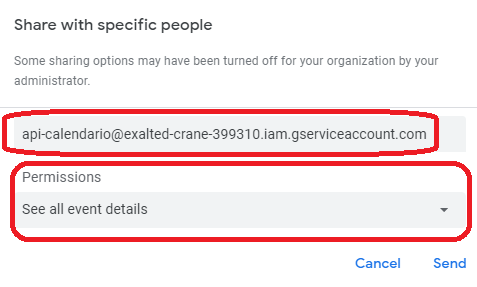 Share with specific people
Some sharing options may have been turned off for your organization by your
administrator.
api-calendario@exalted-crane-399310.iam.gserviceaccount.com
Permissions
See all event details
Cancel Send